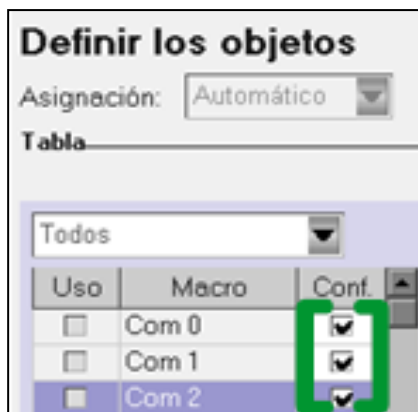 Definir los objetos
Asignación: Automático
Tabla
Todos
Uso Macro Conf.
Com 0
Com 1
Com 2